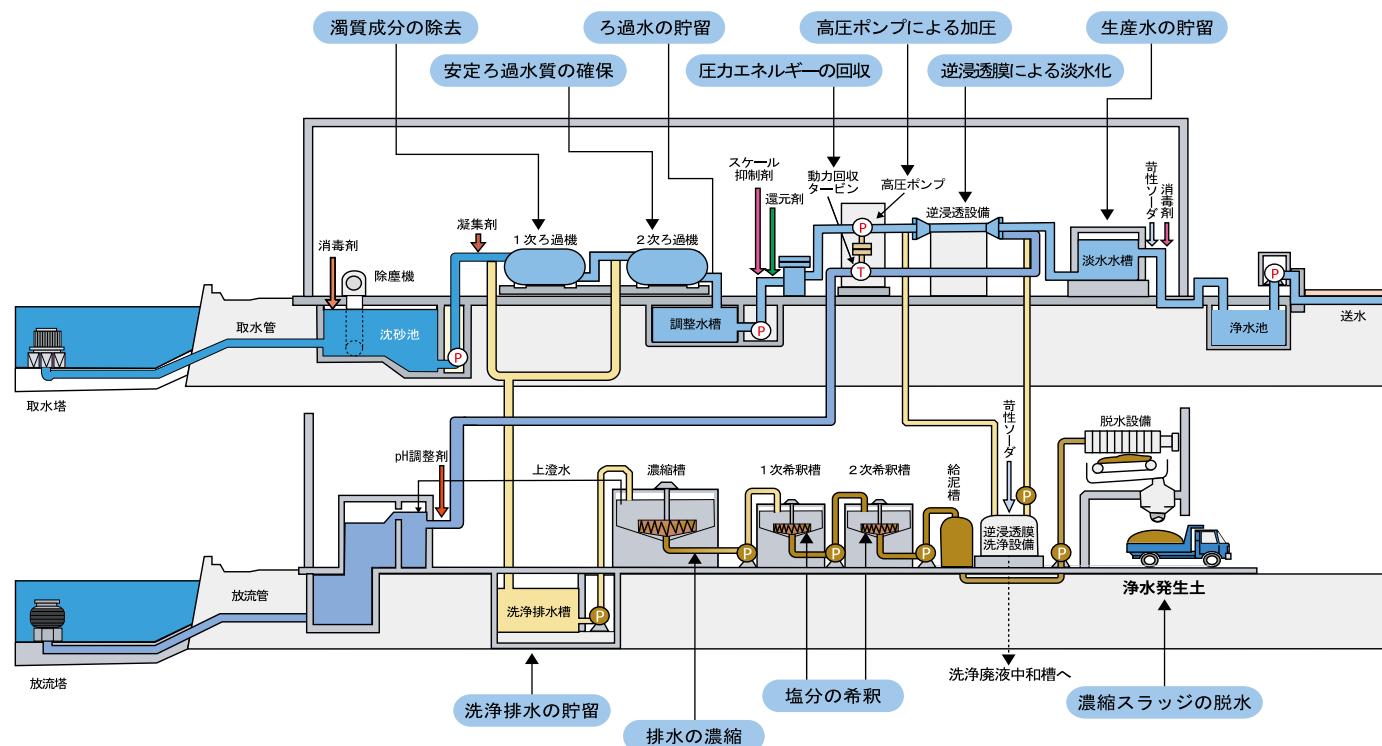 濁質成分の除去
ろ過水の貯留
高圧ポンプによる加圧
生産水の貯留
安定ろ過水質の確保
圧力エネルギーの回収
逆浸透膜による淡水化
スケール
抑制剤
還元剤
動力回収
タービン
高圧ポンプ
苛性ソーダ
消毒剤
凝集剤
1次ろ過機
2次ろ過機
逆浸透設備
消毒剤
除塵機
淡水水槽
P
T
P
取水管
沈砂池
調整水槽
P
P
浄水池
送水
取水塔
苛性ソーダ
脱水設備
pH調整剤
上澄水
濃縮槽
1次希釈槽
2次希釈槽
給泥槽
P
逆浸透膜
洗浄設備
P
P
P
P
放流管
洗浄排水槽
P
浄水発生土
放流塔
洗浄廃液中和槽へ
洗浄排水の貯留
塩分の希釈
濃縮スラッジの脱水
排水の濃縮